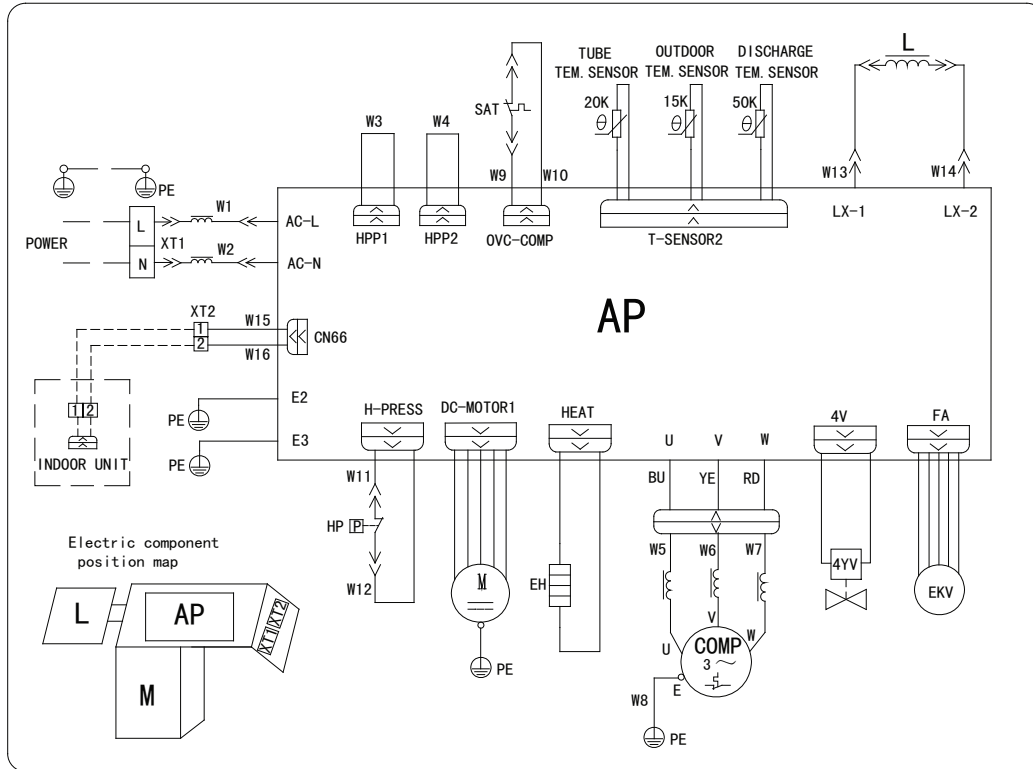 TUBE
TEM. SENSOR
OUTDOOR
TEM. SENSOR
DISCHARGE
TEM. SENSOR
L
20K
15K
50K
θ
θ
θ
SAT
W3
W4
W9
W10
W13
W14
PE
HPP1
HPP2
OVC-COMP
T-SENSOR2
LX-1
LX-2
POWER
L
N
XT1
W1
W2
AC-L
AC-N
AP
XT2
1
2
W15
W16
CN66
1 2
INDOOR UNIT
PE
E2
PE
E3
H-PRESS
DC-MOTOR1
HEAT
U
V
W
4V
FA
BU
YE
RD
W11
HP
P
W12
M
PE
EH
W5
W6
W7
V
U
W
COMP
3 ~
E
W8
PE
4YV
EKV
Electric component
position map
L
AP
XT1 XT2
M